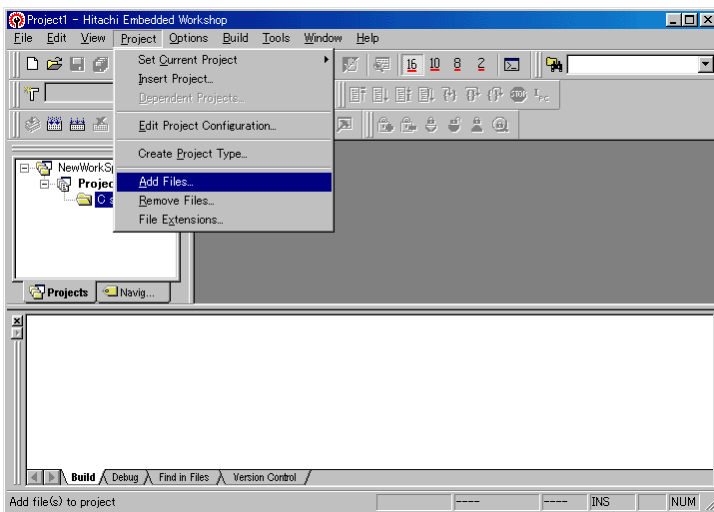 Project1 - Hitachi Embedded Workshop
File Edit View Project Options Build Tools Window Help
Set Current Project
Insert Project...
Dependent Projects...
Edit Project Configuration...
Create Project Type...
Add Files...
Remove Files...
File Extensions...
16 10 8 2
STOP
PC
NewWorkSp
Projec
C s
Projects Navig...
Build Debug Find in Files Version Control
Add file(s) to project ---- ---- INS NUM